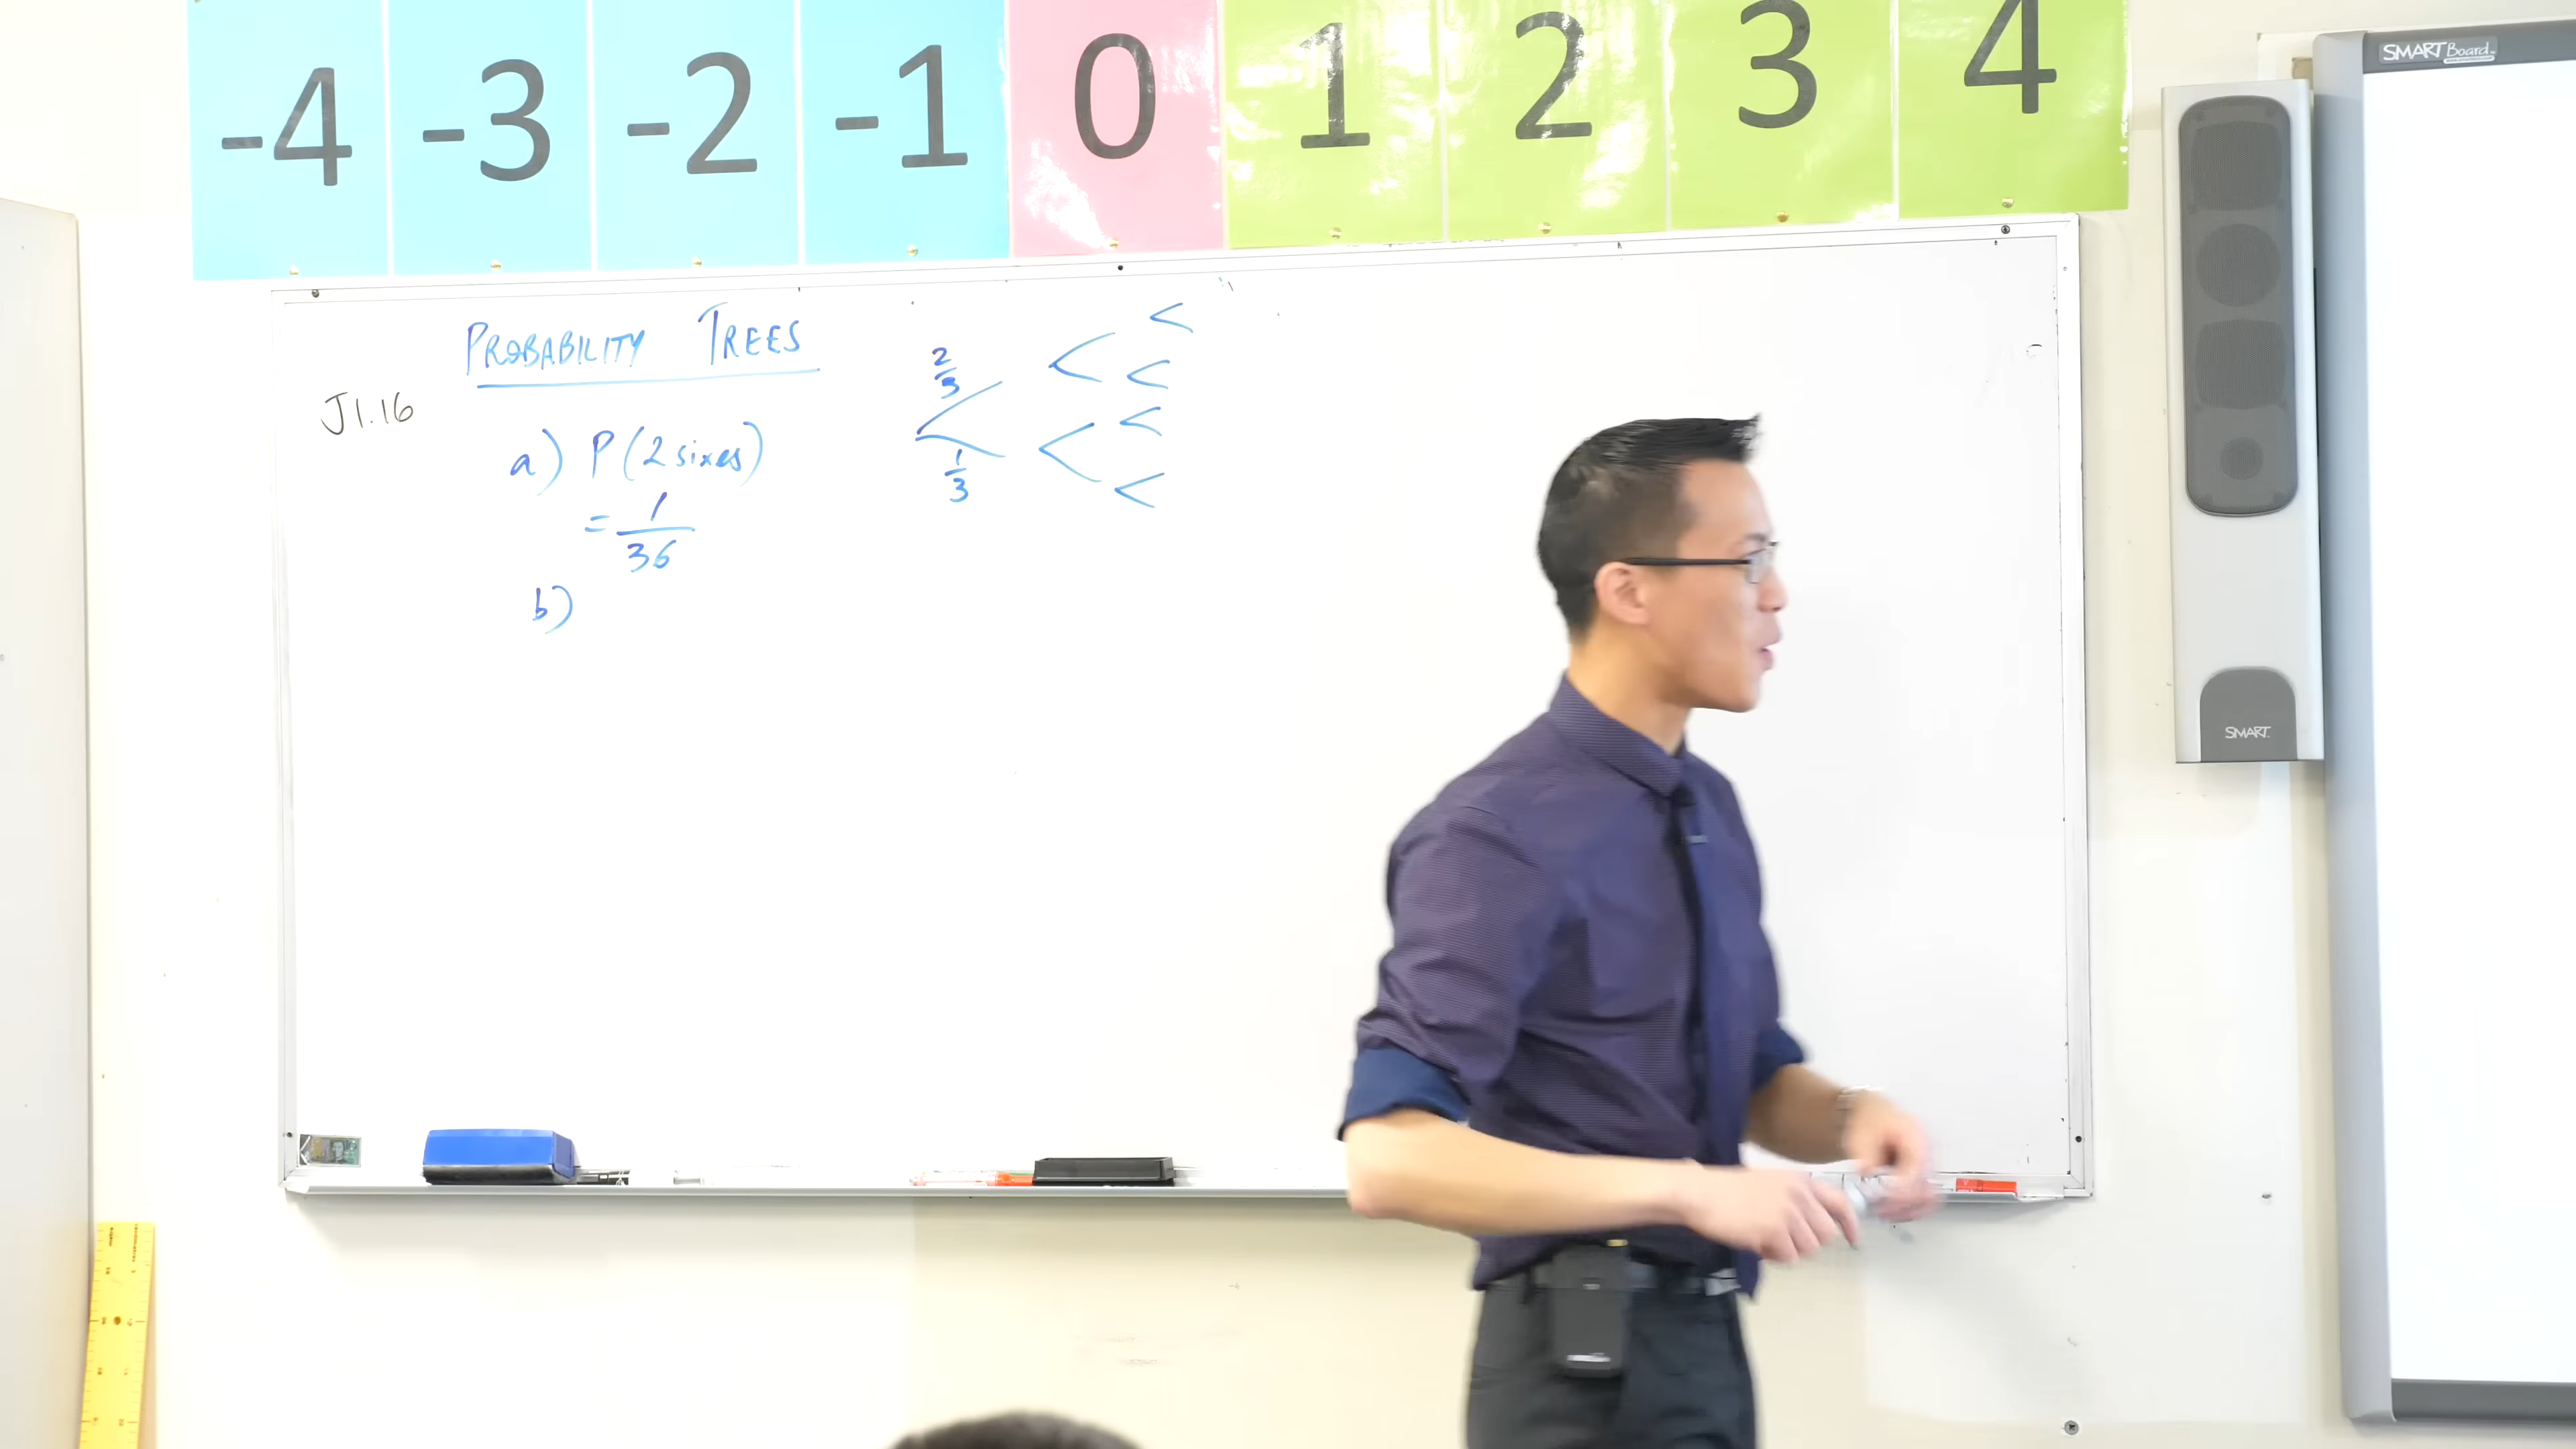 -4 -3 -2 -1 0 1 2 3 4
SMART Board
PROBABILITY TREES
J1.16
a) P(2 sixes)
= 1/36
b)
2/3
1/3
SMART